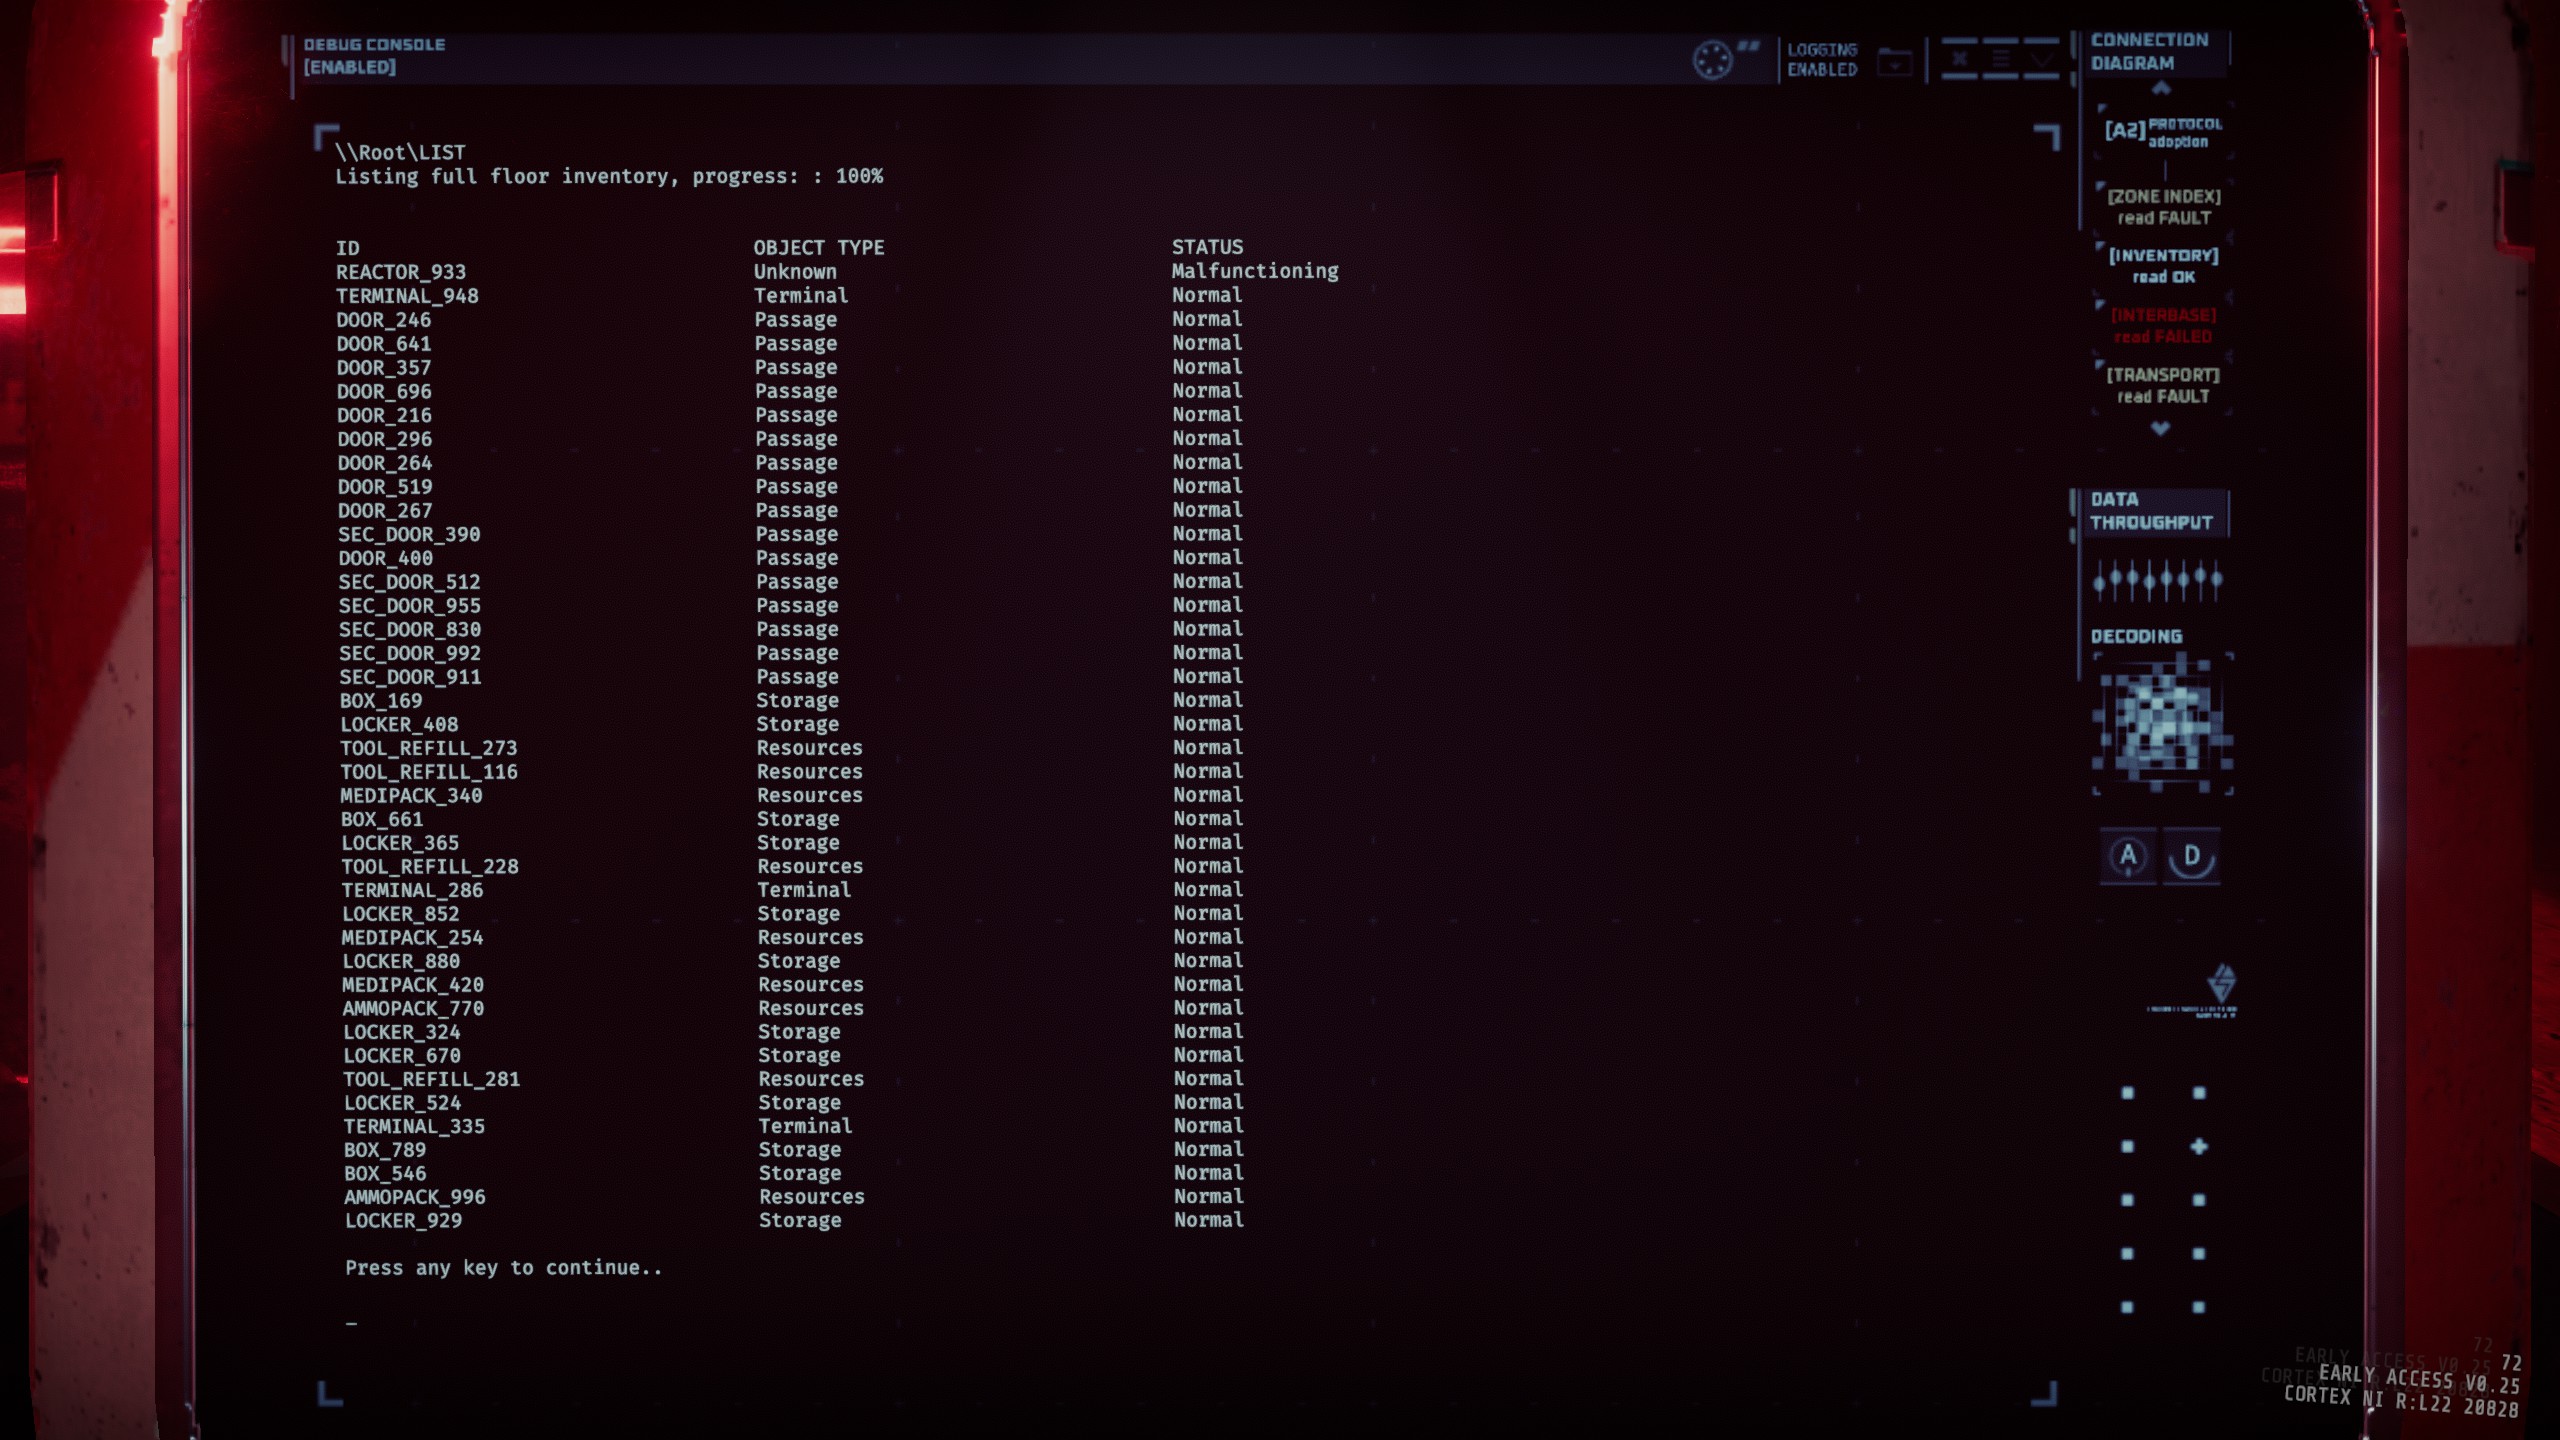 DEBUG CONSOLE
[ENABLED]
LOGGING
ENABLED
\\Root\LIST
Listing full floor inventory, progress: : 100%
ID OBJECT TYPE STATUS
REACTOR_933 Unknown Malfunctioning
TERMINAL_948 Terminal Normal
DOOR_246 Passage Normal
DOOR_641 Passage Normal
DOOR_357 Passage Normal
DOOR_696 Passage Normal
DOOR_216 Passage Normal
DOOR_296 Passage Normal
DOOR_264 Passage Normal
DOOR_519 Passage Normal
DOOR_267 Passage Normal
SEC_DOOR_390 Passage Normal
DOOR_400 Passage Normal
SEC_DOOR_512 Passage Normal
SEC_DOOR_955 Passage Normal
SEC_DOOR_830 Passage Normal
SEC_DOOR_992 Passage Normal
SEC_DOOR_911 Passage Normal
BOX_169 Storage Normal
LOCKER_408 Storage Normal
TOOL_REFILL_273 Resources Normal
TOOL_REFILL_116 Resources Normal
MEDIPACK_340 Resources Normal
BOX_661 Storage Normal
LOCKER_365 Storage Normal
TOOL_REFILL_228 Resources Normal
TERMINAL_286 Terminal Normal
LOCKER_852 Storage Normal
MEDIPACK_254 Resources Normal
LOCKER_880 Storage Normal
MEDIPACK_420 Resources Normal
AMMOPACK_770 Resources Normal
LOCKER_324 Storage Normal
LOCKER_670 Storage Normal
TOOL_REFILL_281 Resources Normal
LOCKER_524 Storage Normal
TERMINAL_335 Terminal Normal
BOX_789 Storage Normal
BOX_546 Storage Normal
AMMOPACK_996 Resources Normal
LOCKER_929 Storage Normal
Press any key to continue..
_
CONNECTION
DIAGRAM
[A2] PROTOCOL
adoption
[ZONE INDEX]
read FAULT
[INVENTORY]
read OK
[INTERBASE]
read FAILED
[TRANSPORT]
read FAULT
DATA
THROUGHPUT
DECODING
A D
72
EARLY ACCESS V0.25
CORTEX NI R:L22 20828